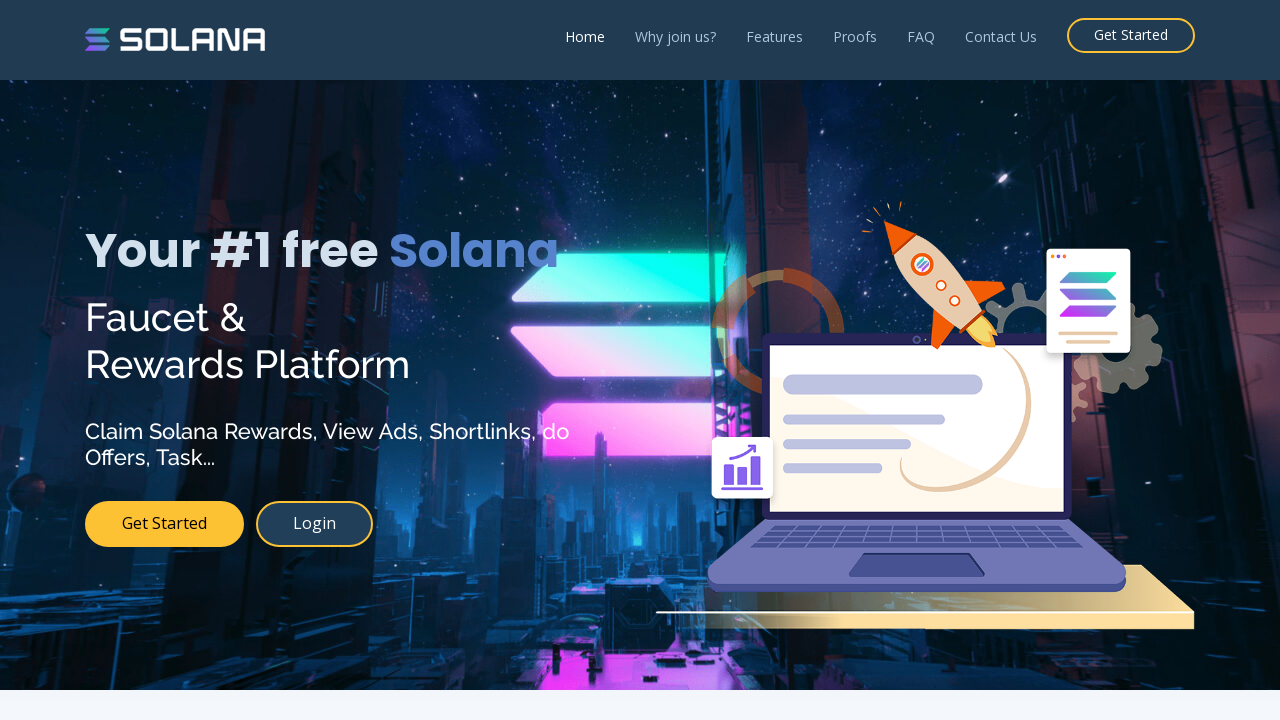 SOLANA
Home Why join us? Features Proofs FAQ Contact Us Get Started
Your #1 free Solana
Faucet &
Rewards Platform
Claim Solana Rewards, View Ads, Shortlinks, do
Offers, Task...
Get Started Login